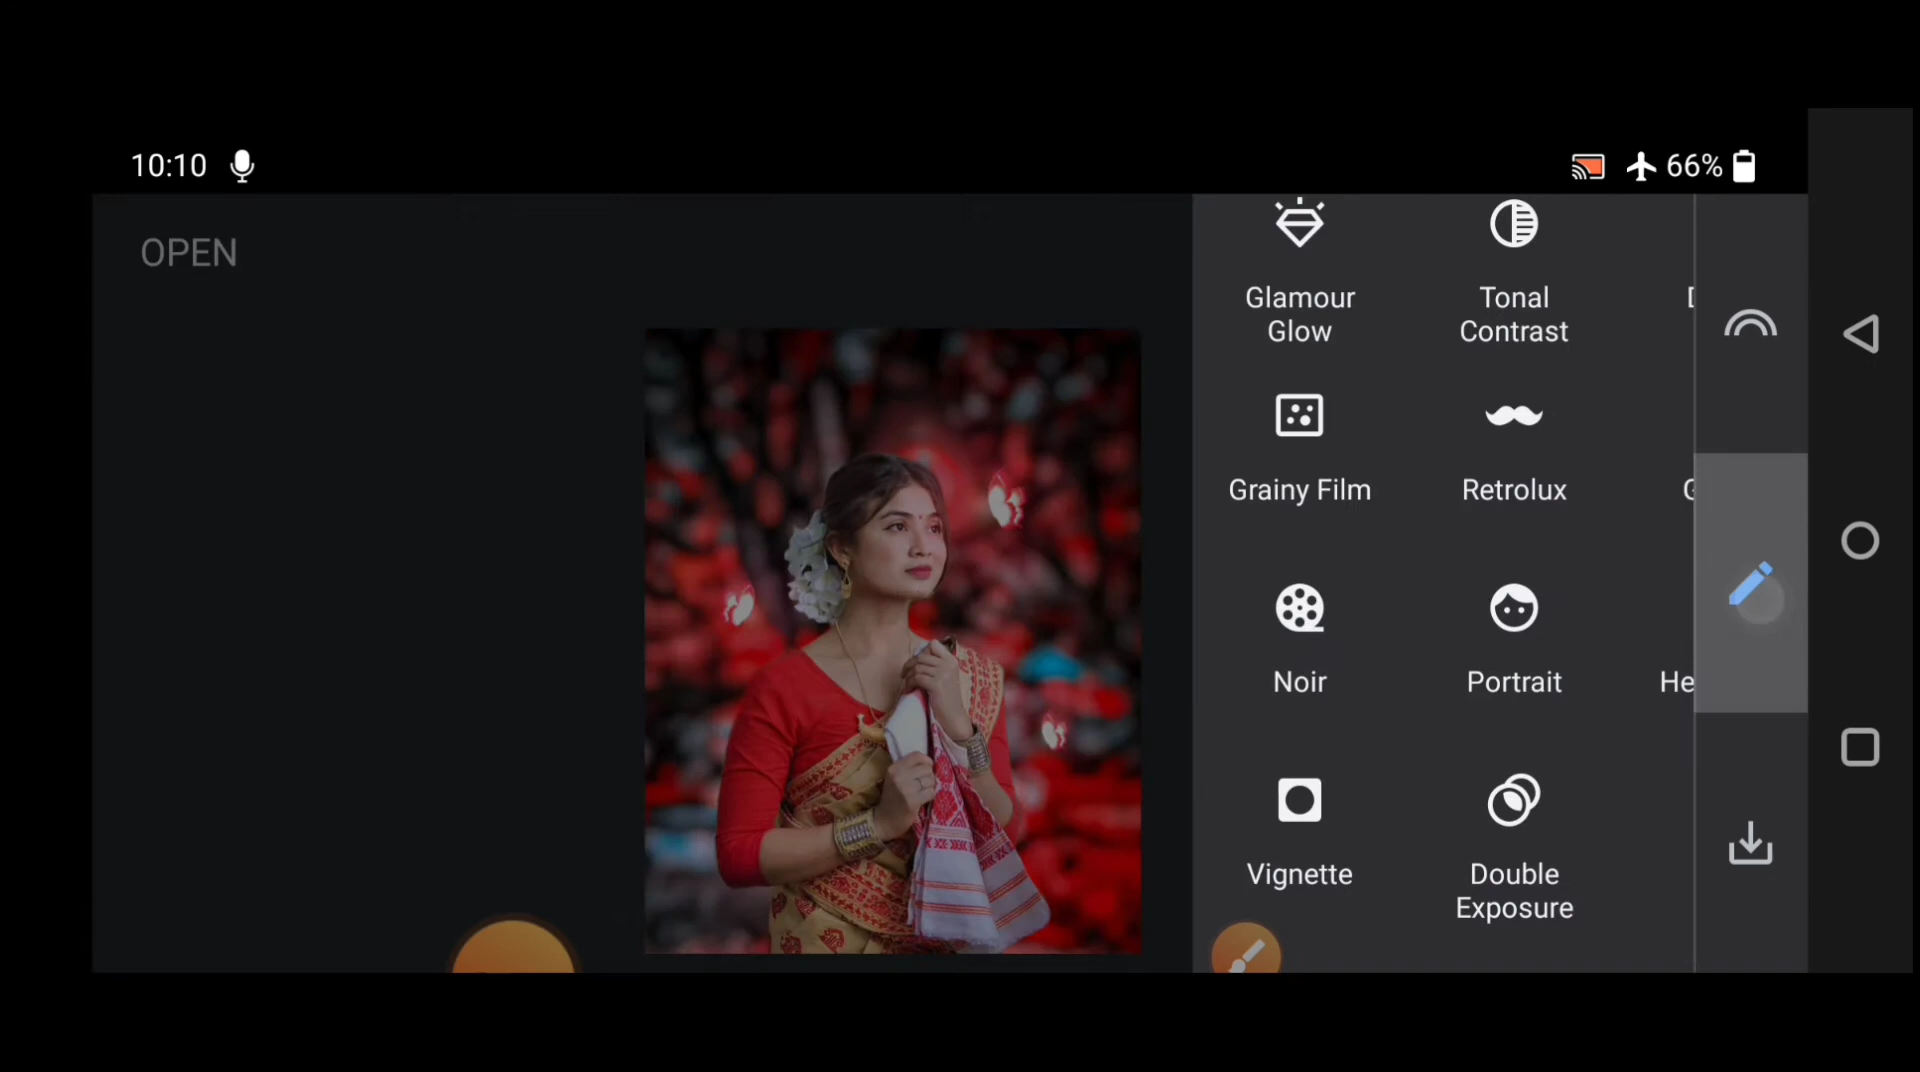 10:10
66%
OPEN
Glamour
Glow
Tonal
Contrast
Grainy Film
Retrolux
Noir
Portrait
He
Vignette
Double
Exposure